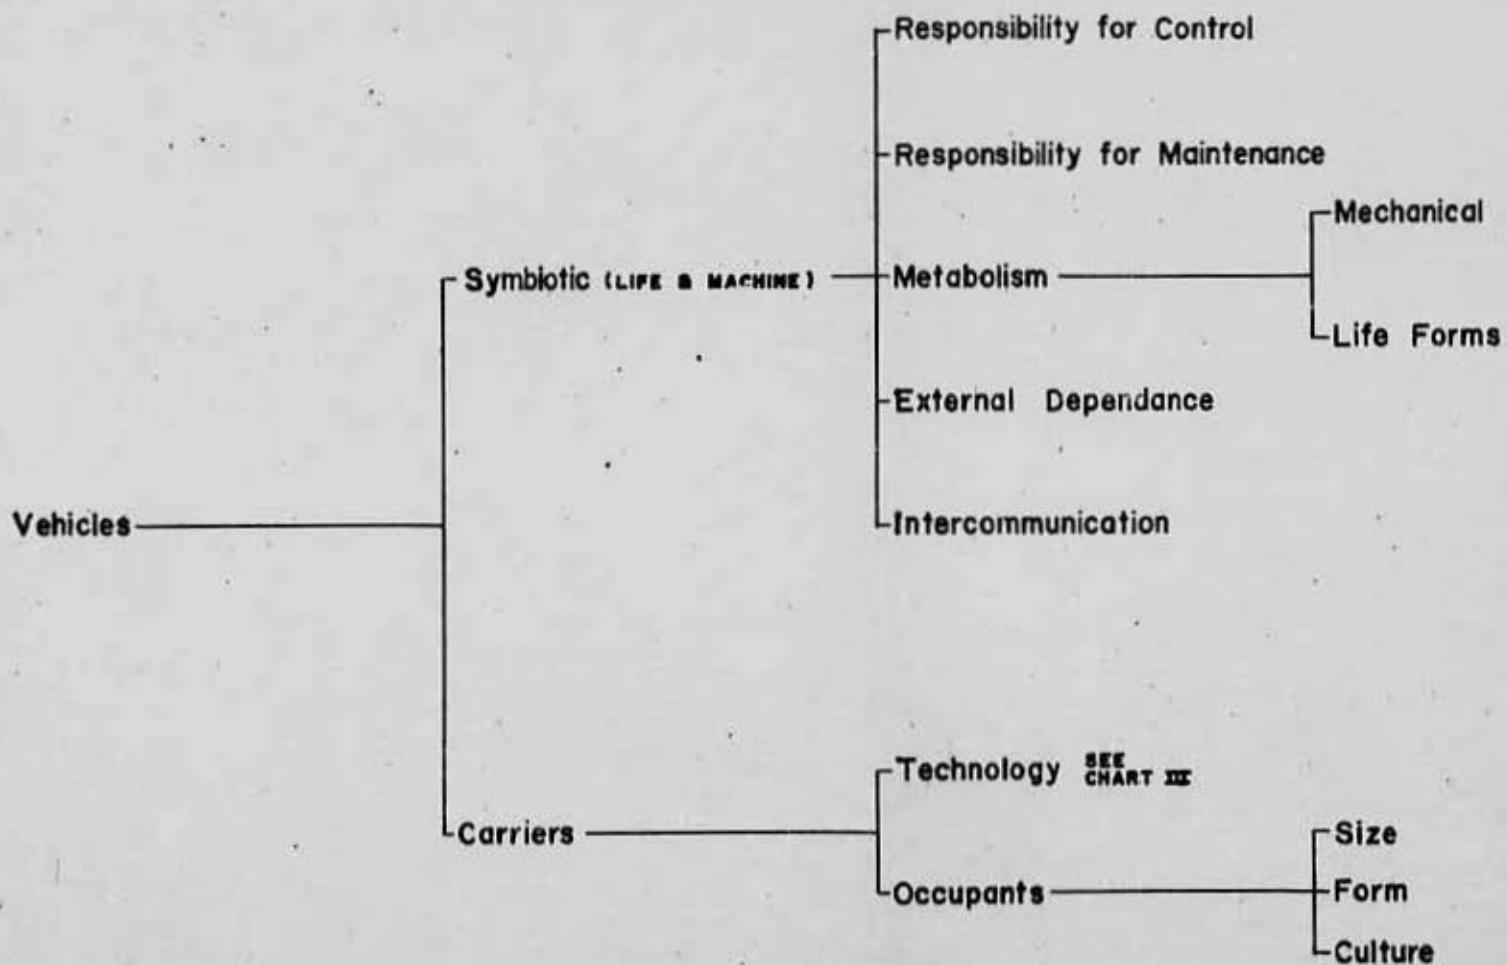 Responsibility for Control
Responsibility for Maintenance
Mechanical
Symbiotic (LIFE & MACHINE)
Metabolism
Life Forms
External Dependance
Vehicles
Intercommunication
Technology SEE
CHART III
Carriers
Size
Occupants
Form
Culture